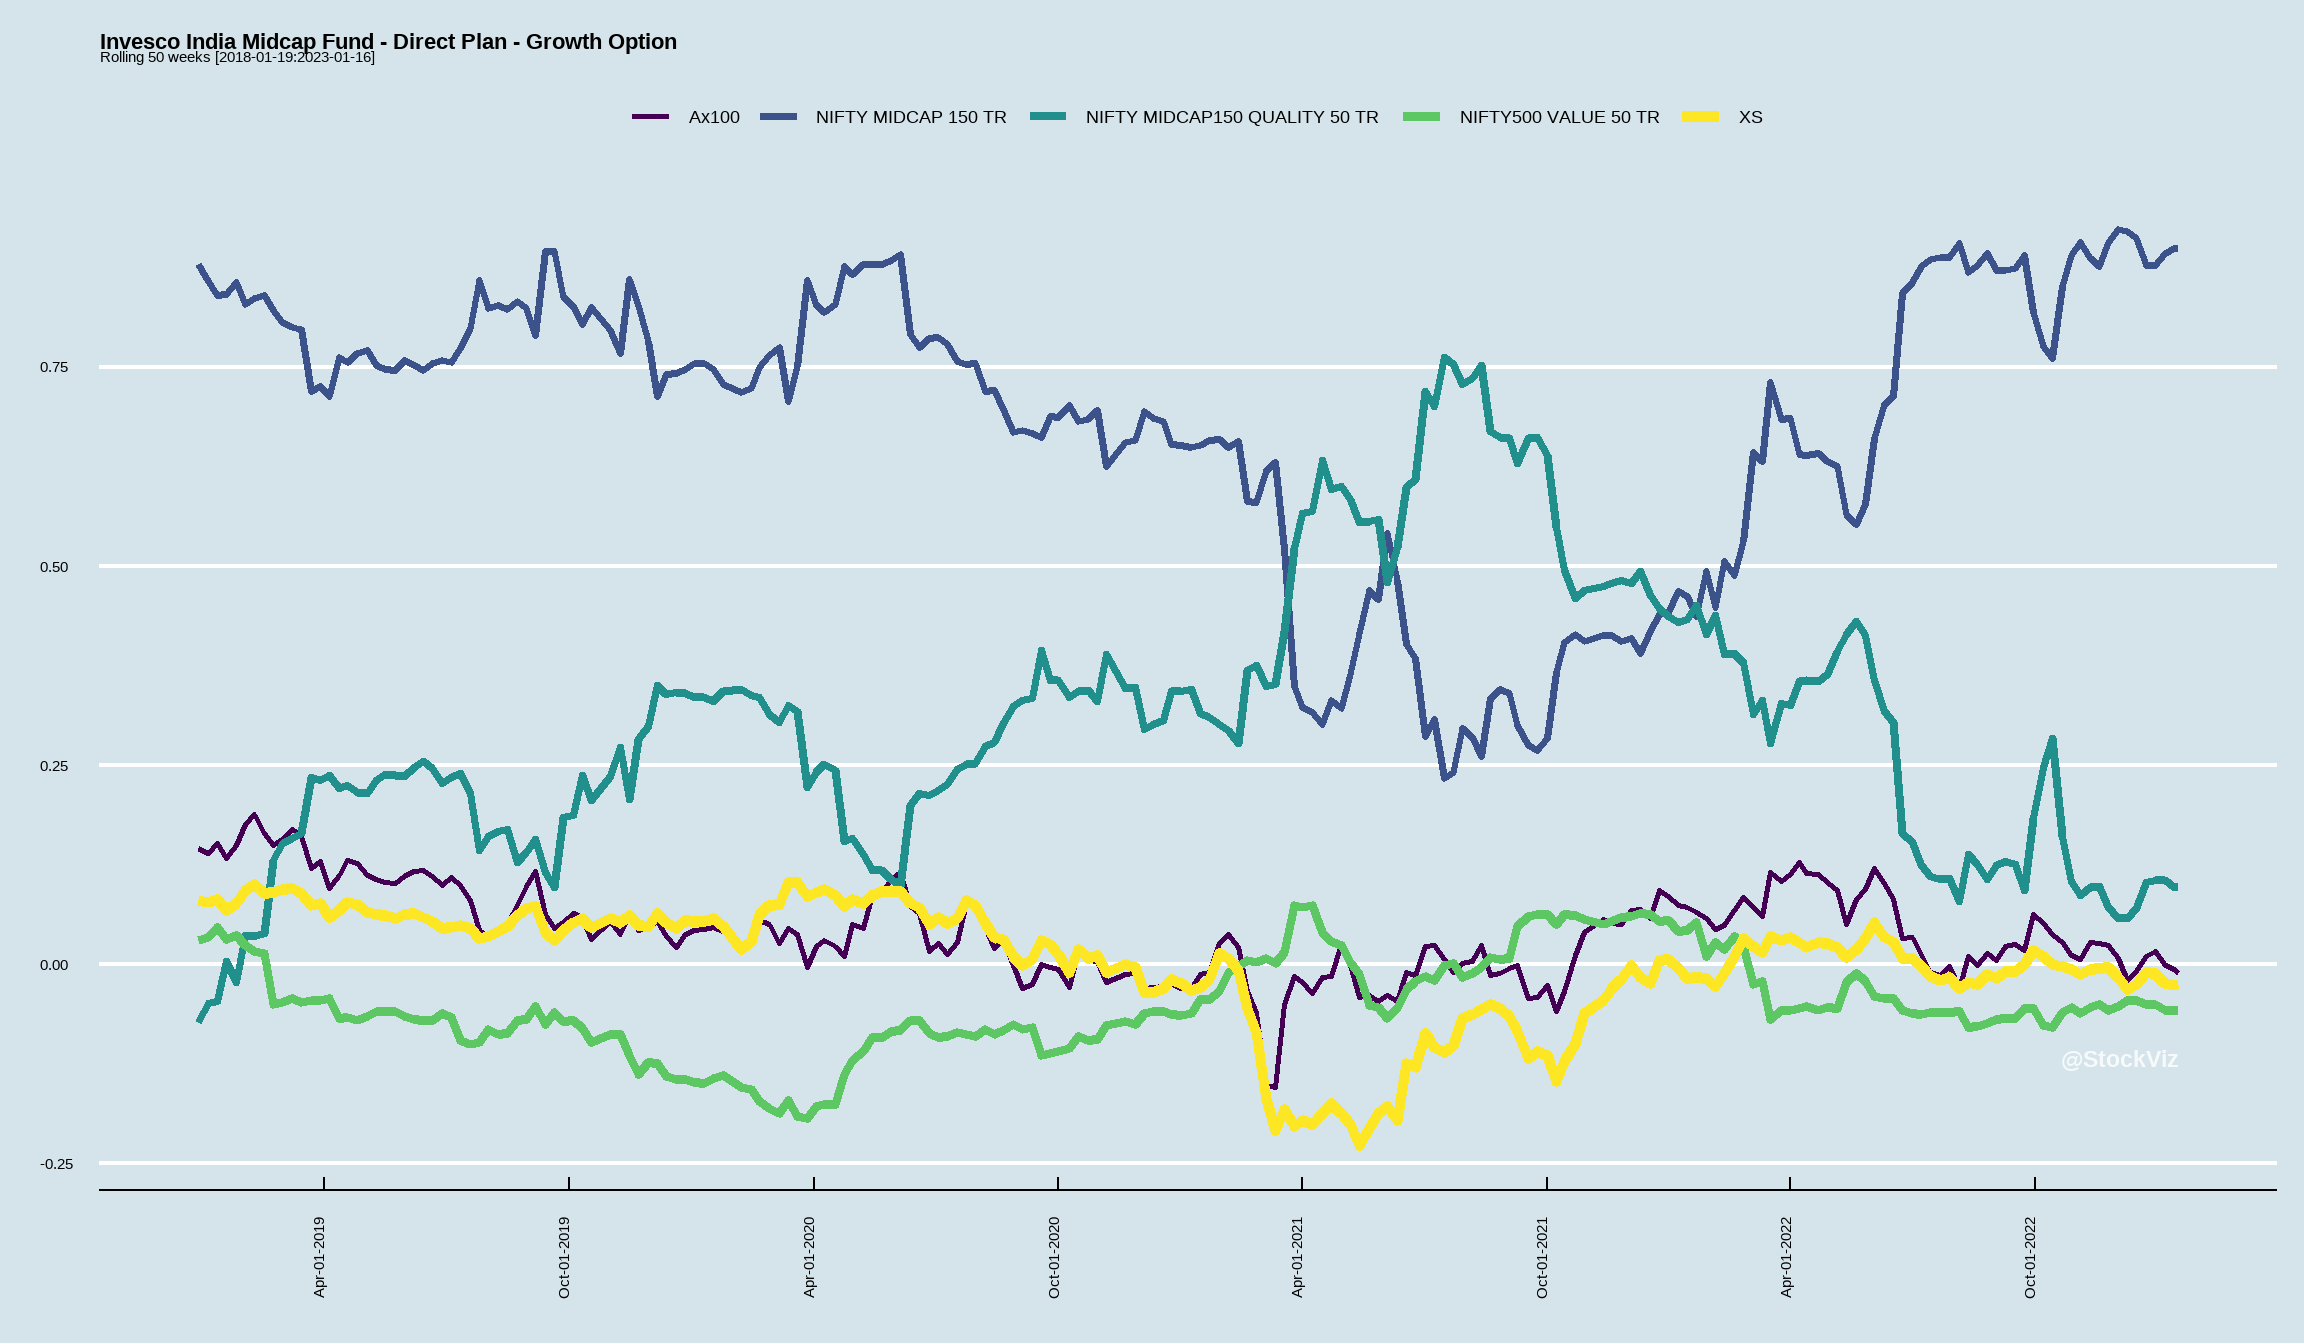 Invesco India Midcap Fund - Direct Plan - Growth Option
Rolling 50 weeks [2018-01-19:2023-01-16]
Ax100 NIFTY MIDCAP 150 TR NIFTY MIDCAP150 QUALITY 50 TR NIFTY500 VALUE 50 TR XS
0.75
0.50
0.25
0.00
-0.25
@StockViz
Apr-01-2019 Oct-01-2019 Apr-01-2020 Oct-01-2020 Apr-01-2021 Oct-01-2021 Apr-01-2022 Oct-01-2022